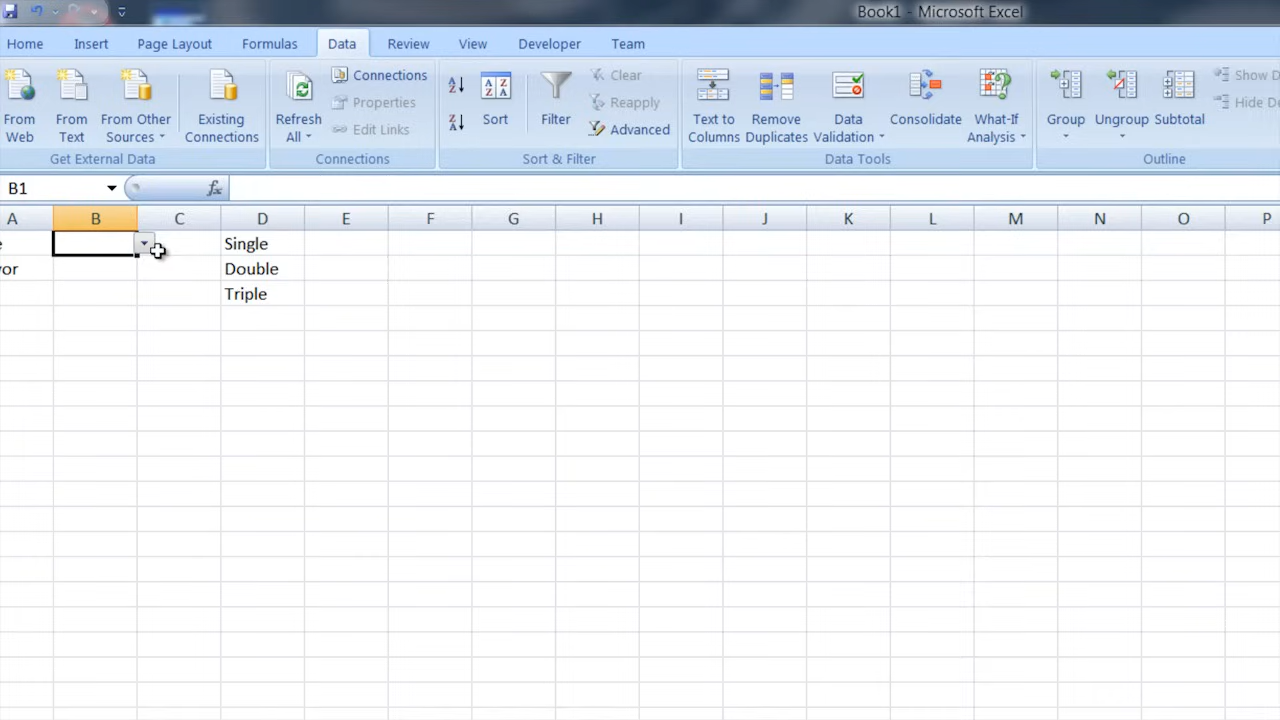 Book1 - Microsoft Excel
Home Insert Page Layout Formulas Data Review View Developer Team
From Web
From Text
From Other Sources
Existing Connections
Get External Data
Refresh All
Connections
Properties
Edit Links
Connections
Sort
Filter
Clear
Reapply
Advanced
Sort & Filter
Text to Columns
Remove Duplicates
Data Validation
Consolidate
What-If Analysis
Data Tools
Group
Ungroup
Subtotal
Show D
Hide De
Outline
B1 fx
A B C D E F G H I J K L M N O P
e Single
vor Double
Triple